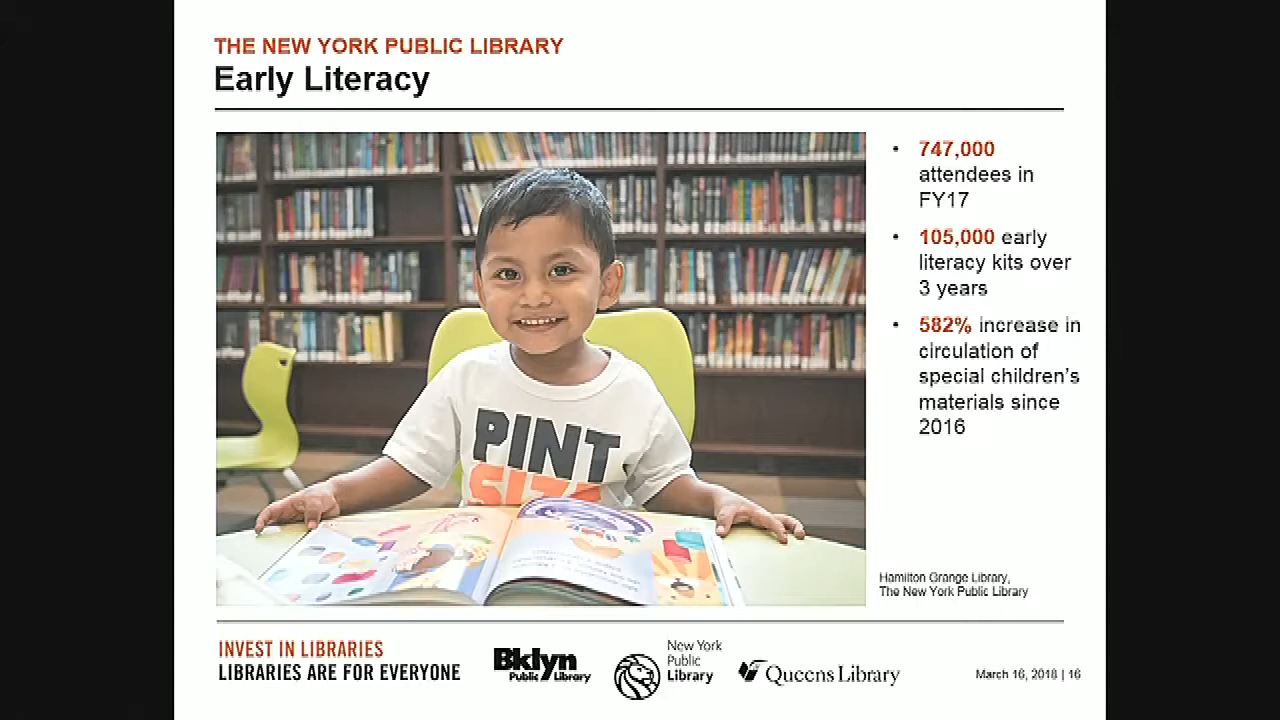 THE NEW YORK PUBLIC LIBRARY
Early Literacy
• 747,000
attendees in
FY17
• 105,000 early
literacy kits over
3 years
• 582% increase in
circulation of
special children's
materials since
2016
PINT
SIZE
Hamilton Grange Library,
The New York Public Library
INVEST IN LIBRARIES
LIBRARIES ARE FOR EVERYONE
Bklyn
Public Library
New York
Public
Library
Queens Library
March 16, 2018 | 16